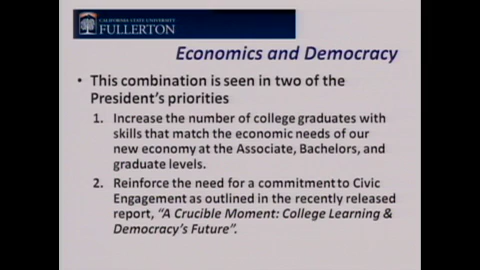 CALIFORNIA STATE UNIVERSITY
FULLERTON
Economics and Democracy
• This combination is seen in two of the
President's priorities
1. Increase the number of college graduates with
skills that match the economic needs of our
new economy at the Associate, Bachelors, and
graduate levels.
2. Reinforce the need for a commitment to Civic
Engagement as outlined in the recently released
report, "A Crucible Moment: College Learning &
Democracy's Future".